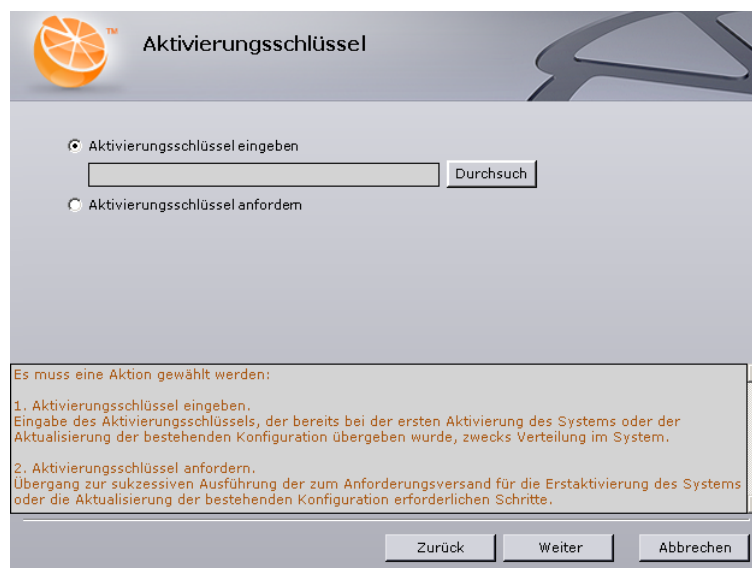 TM
Aktivierungsschlüssel
Aktivierungsschlüssel eingeben
Durchsuch
Aktivierungsschlüssel anfordern
Es muss eine Aktion gewählt werden:
1. Aktivierungsschlüssel eingeben.
Eingabe des Aktivierungsschlüssels, der bereits bei der ersten Aktivierung des Systems oder der
Aktualisierung der bestehenden Konfiguration übergeben wurde, zwecks Verteilung im System.
2. Aktivierungsschlüssel anfordern.
Übergang zur sukzessiven Ausführung der zum Anforderungsversand für die Erstaktivierung des Systems
oder die Aktualisierung der bestehenden Konfiguration erforderlichen Schritte.
Zurück
Weiter
Abbrechen